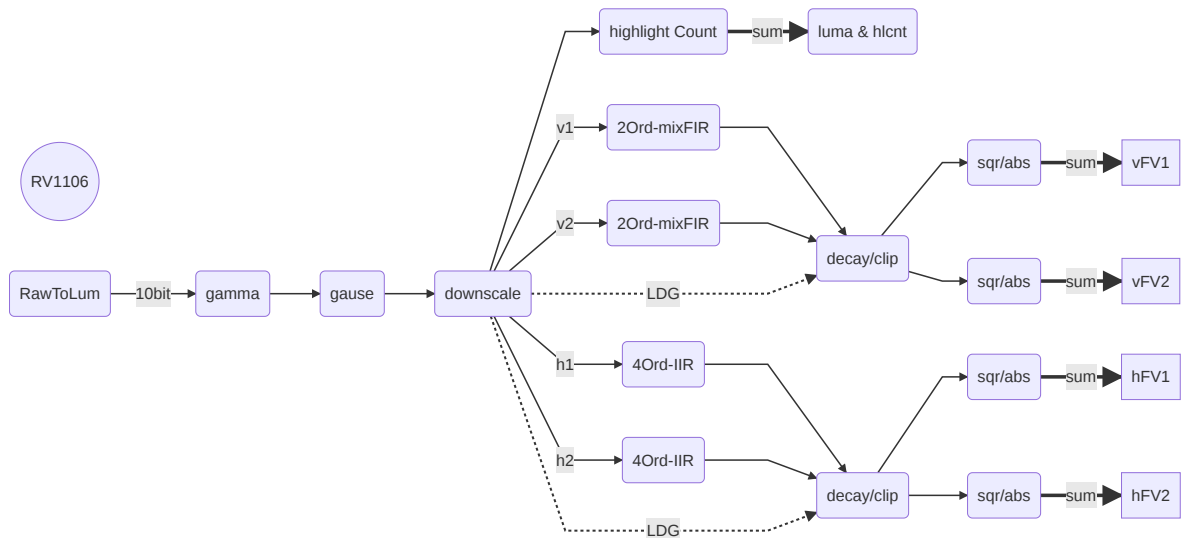 highlight Count
sum
luma & hlcnt
v1
2Ord-mixFIR
RV1106
sqr/abs
sum
vFV1
v2
2Ord-mixFIR
decay/clip
RawToLum
10bit
gamma
gause
downscale
LDG
sqr/abs
sum
vFV2
h1
4Ord-IIR
sqr/abs
sum
hFV1
h2
4Ord-IIR
decay/clip
sqr/abs
sum
hFV2
LDG